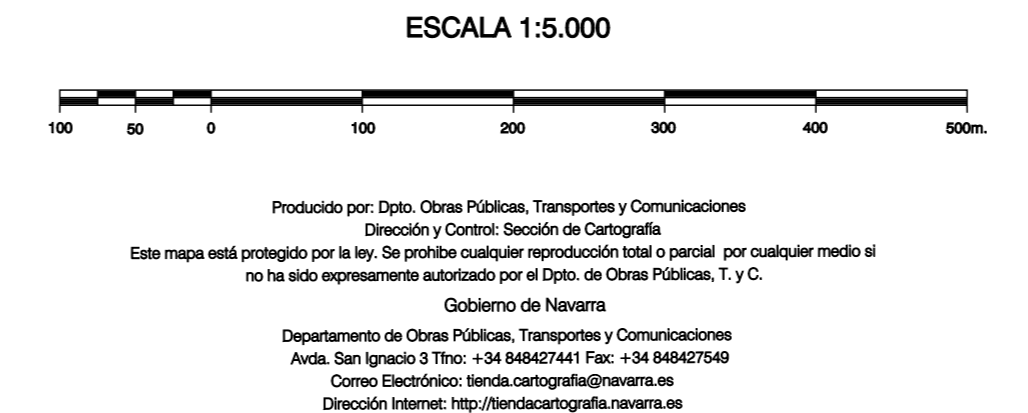 ESCALA 1:5.000
100 50 0 100 200 300 400 500m.
Producido por: Dpto. Obras Públicas, Transportes y Comunicaciones
Dirección y Control: Sección de Cartografía
Este mapa está protegido por la ley. Se prohibe cualquier reproducción total o parcial por cualquier medio si
no ha sido expresamente autorizado por el Dpto. de Obras Públicas, T. y C.
Gobierno de Navarra
Departamento de Obras Públicas, Transportes y Comunicaciones
Avda. San Ignacio 3 Tfno: +34 848427441 Fax: +34 848427549
Correo Electrónico: tienda.cartografia@navarra.es
Dirección Internet: http://tiendacartografia.navarra.es